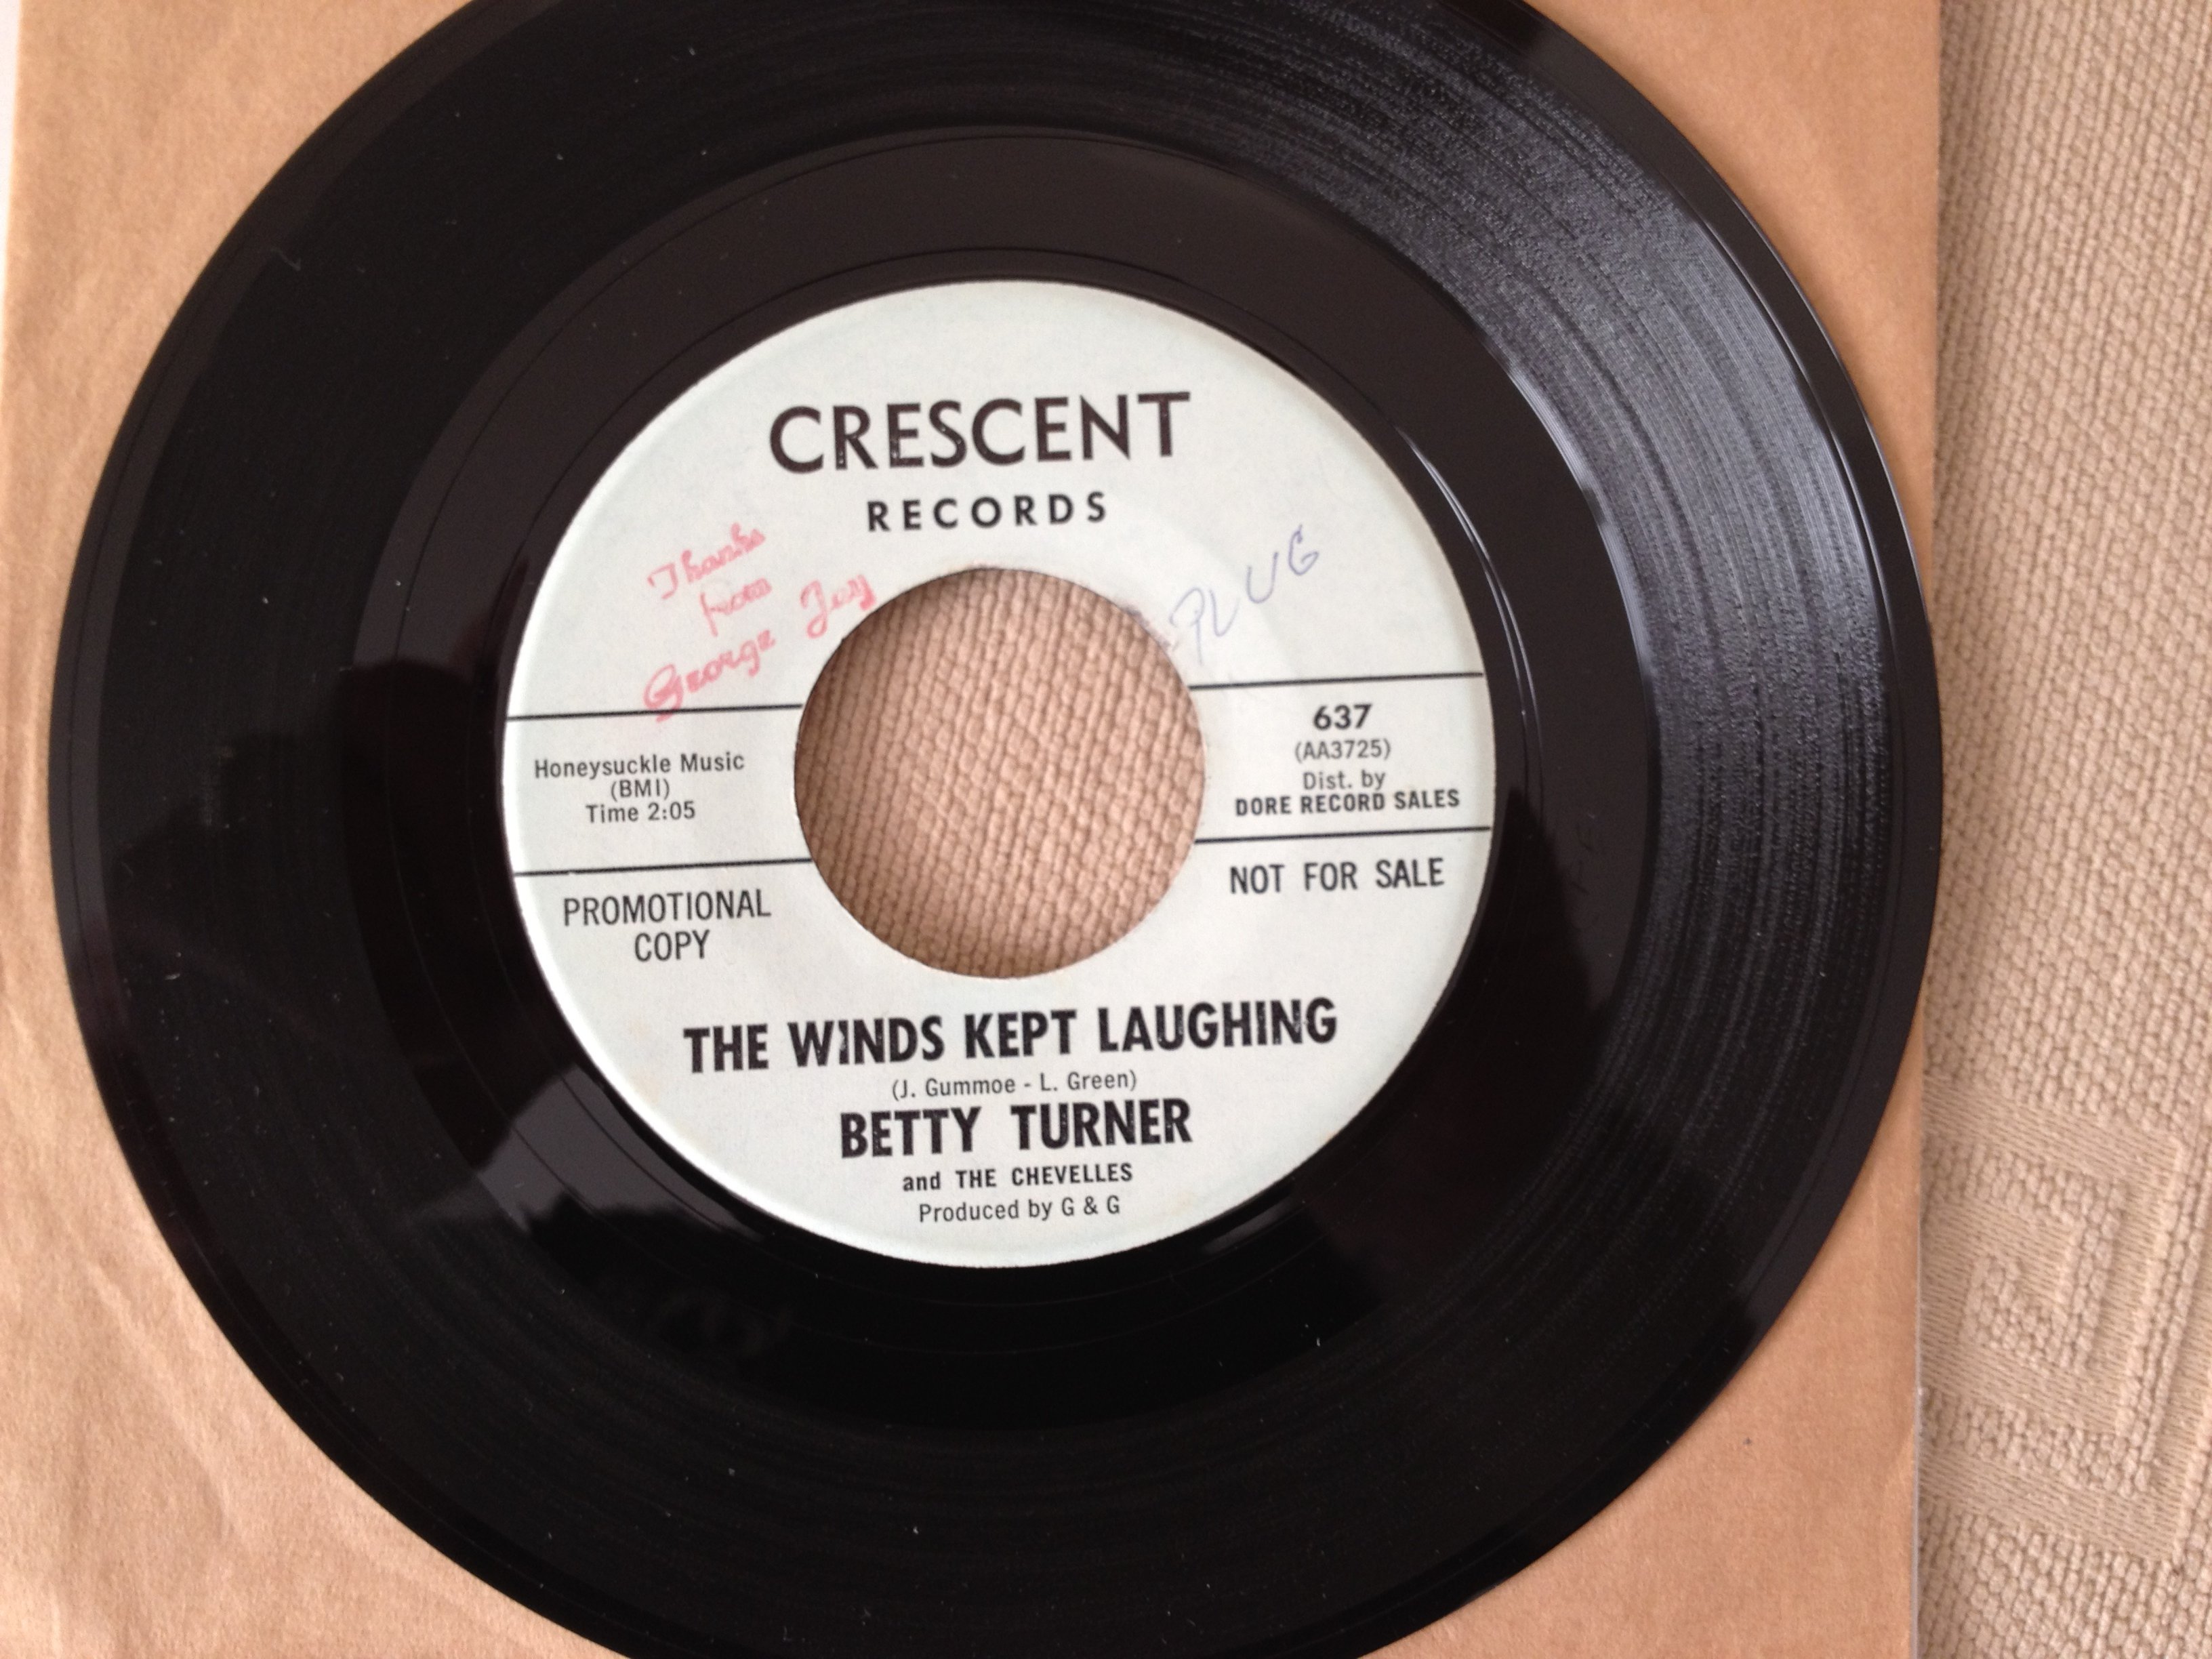 CRESCENT
RECORDS
Thanks
from
George Jay
PLUG
Honeysuckle Music
(BMI)
Time 2:05
637
(AA3725)
Dist. by
DORE RECORD SALES
PROMOTIONAL
COPY
NOT FOR SALE
THE WINDS KEPT LAUGHING
(J. Gummoe - L. Green)
BETTY TURNER
and THE CHEVELLES
Produced by G & G